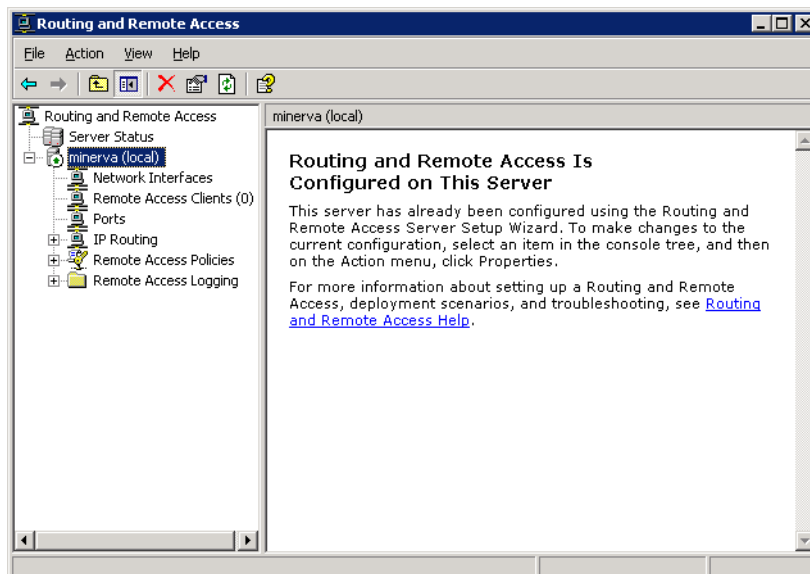 Routing and Remote Access
File Action View Help
Routing and Remote Access
Server Status
minerva (local)
Network Interfaces
Remote Access Clients (0)
Ports
IP Routing
Remote Access Policies
Remote Access Logging
minerva (local)
Routing and Remote Access Is
Configured on This Server
This server has already been configured using the Routing and
Remote Access Server Setup Wizard. To make changes to the
current configuration, select an item in the console tree, and then
on the Action menu, click Properties.
For more information about setting up a Routing and Remote
Access, deployment scenarios, and troubleshooting, see Routing
and Remote Access Help.